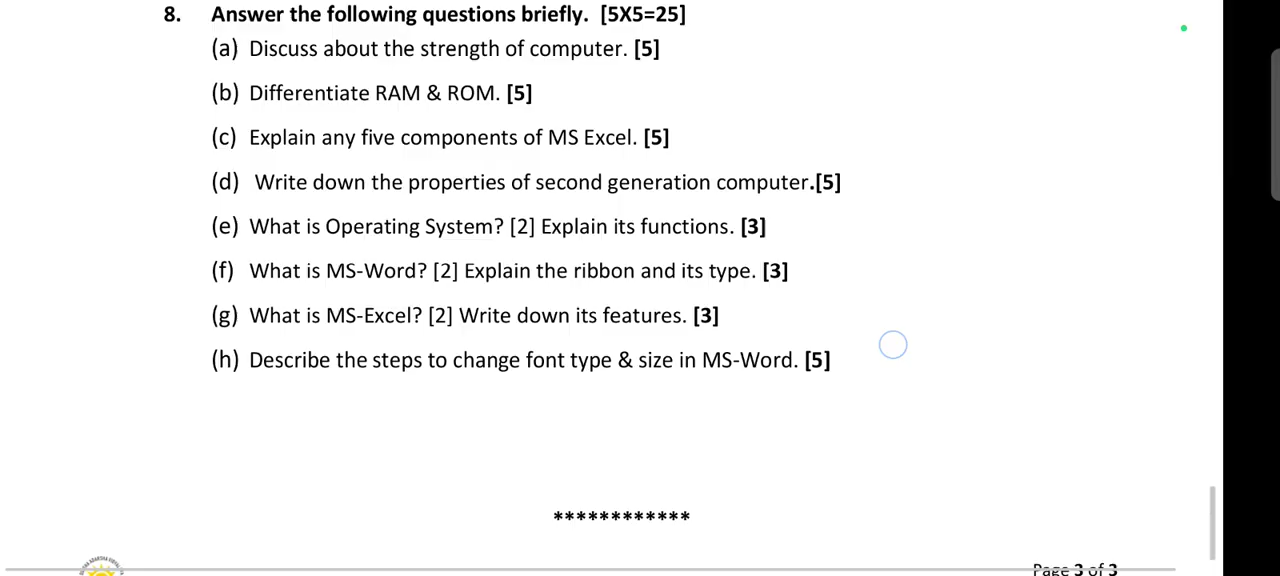 8. Answer the following questions briefly. [5X5=25]
(a) Discuss about the strength of computer. [5]
(b) Differentiate RAM & ROM. [5]
(c) Explain any five components of MS Excel. [5]
(d) Write down the properties of second generation computer.[5]
(e) What is Operating System? [2] Explain its functions. [3]
(f) What is MS-Word? [2] Explain the ribbon and its type. [3]
(g) What is MS-Excel? [2] Write down its features. [3]
(h) Describe the steps to change font type & size in MS-Word. [5]
************
Page 3 of 3